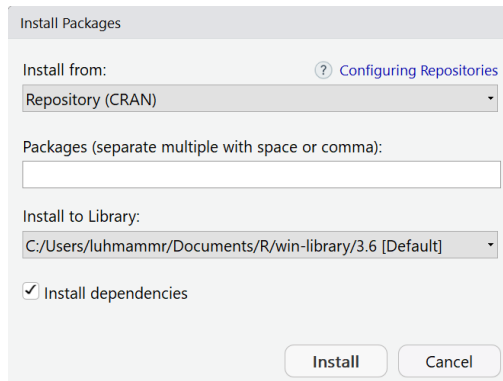 Install Packages
Install from:
? Configuring Repositories
Repository (CRAN)
Packages (separate multiple with space or comma):
Install to Library:
C:/Users/luhmammr/Documents/R/win-library/3.6 [Default]
Install dependencies
Install
Cancel